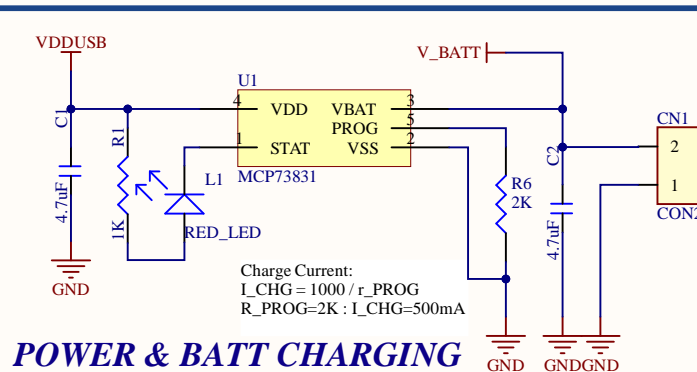 VDDUSB
V_BATT
U1
C1
R1
4
VDD
VBAT
3
PROG
5
1
STAT
VSS
2
MCP73831
CN1
2
1
CON2
C2
4.7uF
R6
2K
L1
RED_LED
1K
4.7uF
GND
Charge Current:
I_CHG = 1000 / r_PROG
R_PROG=2K : I_CHG=500mA
POWER & BATT CHARGING
GND
GND
GND